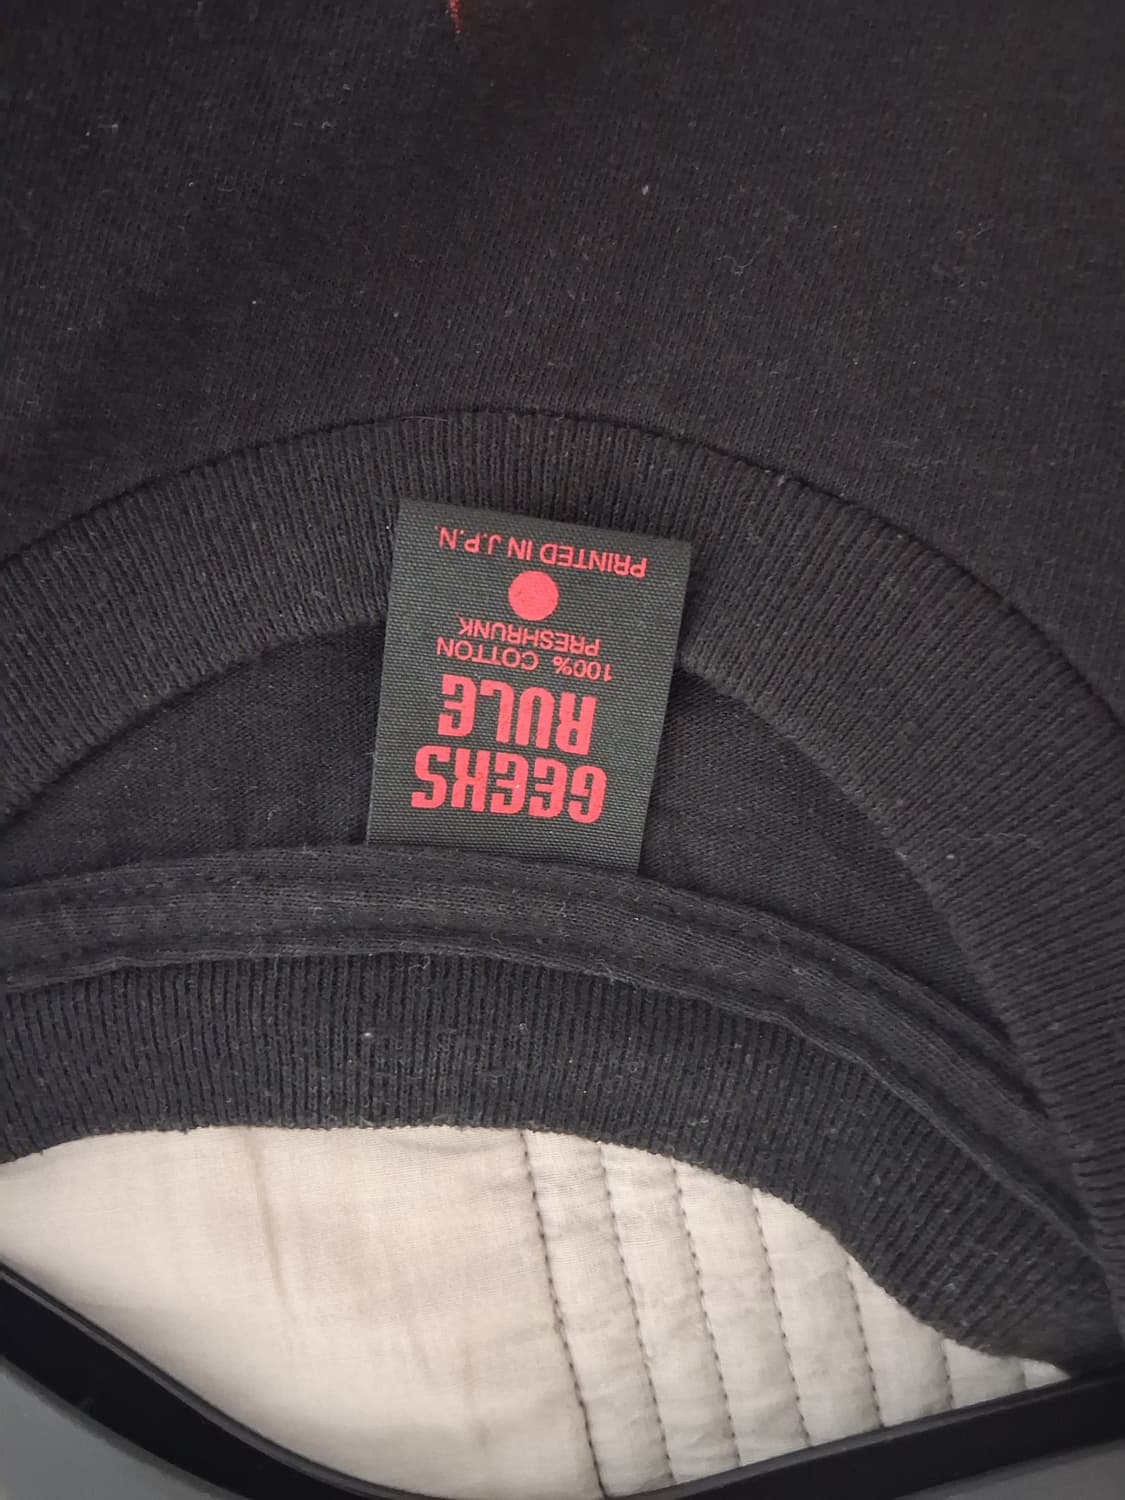 GEEKS
RULE
100% COTTON
PRESHRUNK
PRINTED IN J.P.N.